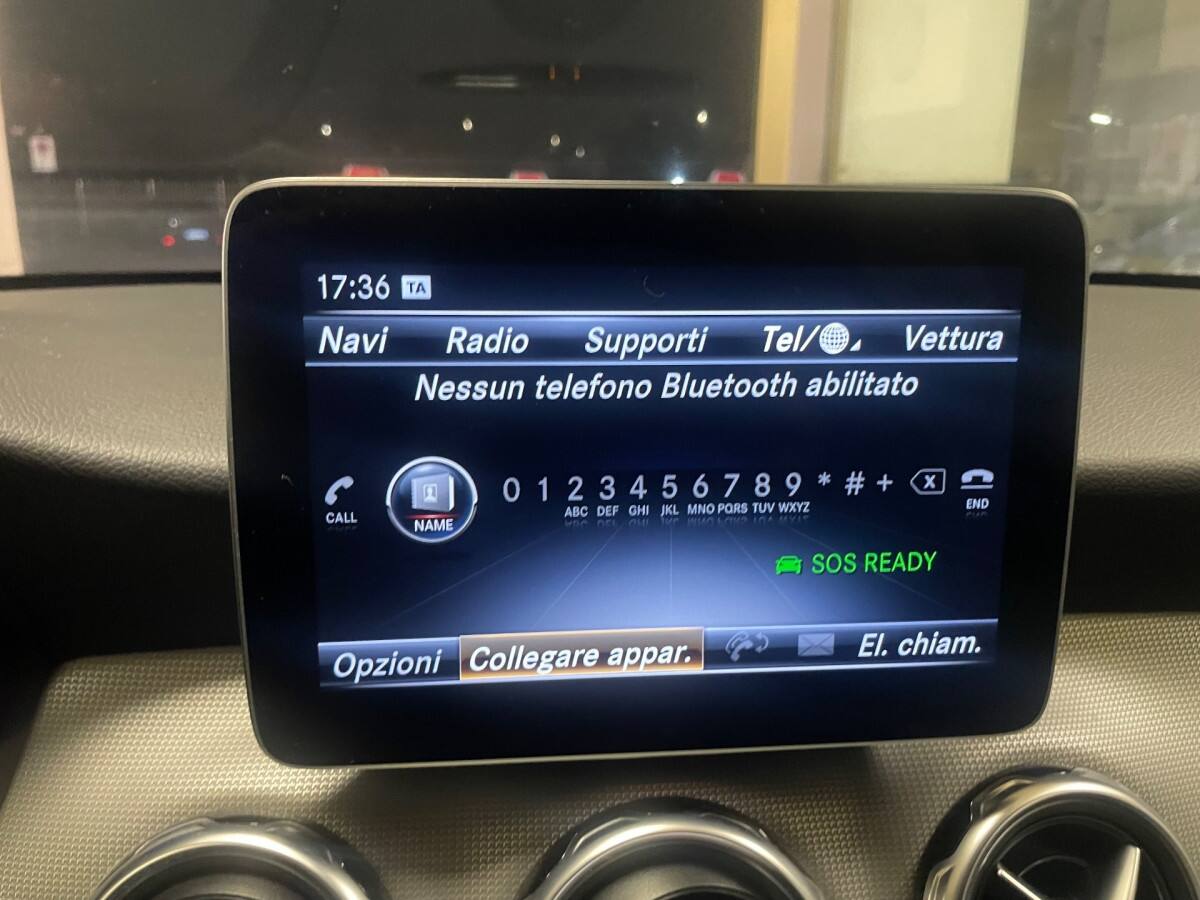 17:36 TA
Navi Radio Supporti Tel/ Vettura
Nessun telefono Bluetooth abilitato
CALL NAME 0 1 2 3 4 5 6 7 8 9 * # + X END
ABC DEF GHI JKL MNO PQRS TUV WXYZ
SOS READY
Opzioni Collegare appar. El. chiam.